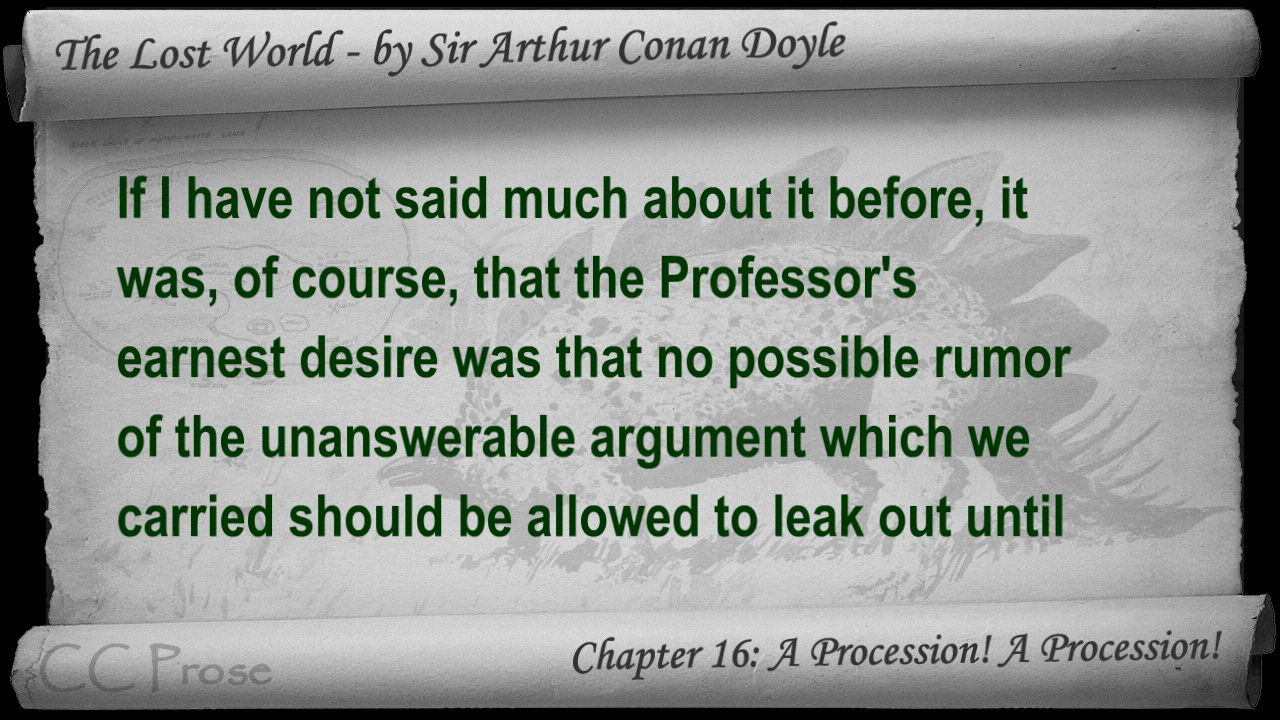 The Lost World - by Sir Arthur Conan Doyle
If I have not said much about it before, it
was, of course, that the Professor's
earnest desire was that no possible rumor
of the unanswerable argument which we
carried should be allowed to leak out until
CC Prose
Chapter 16: A Procession! A Procession!